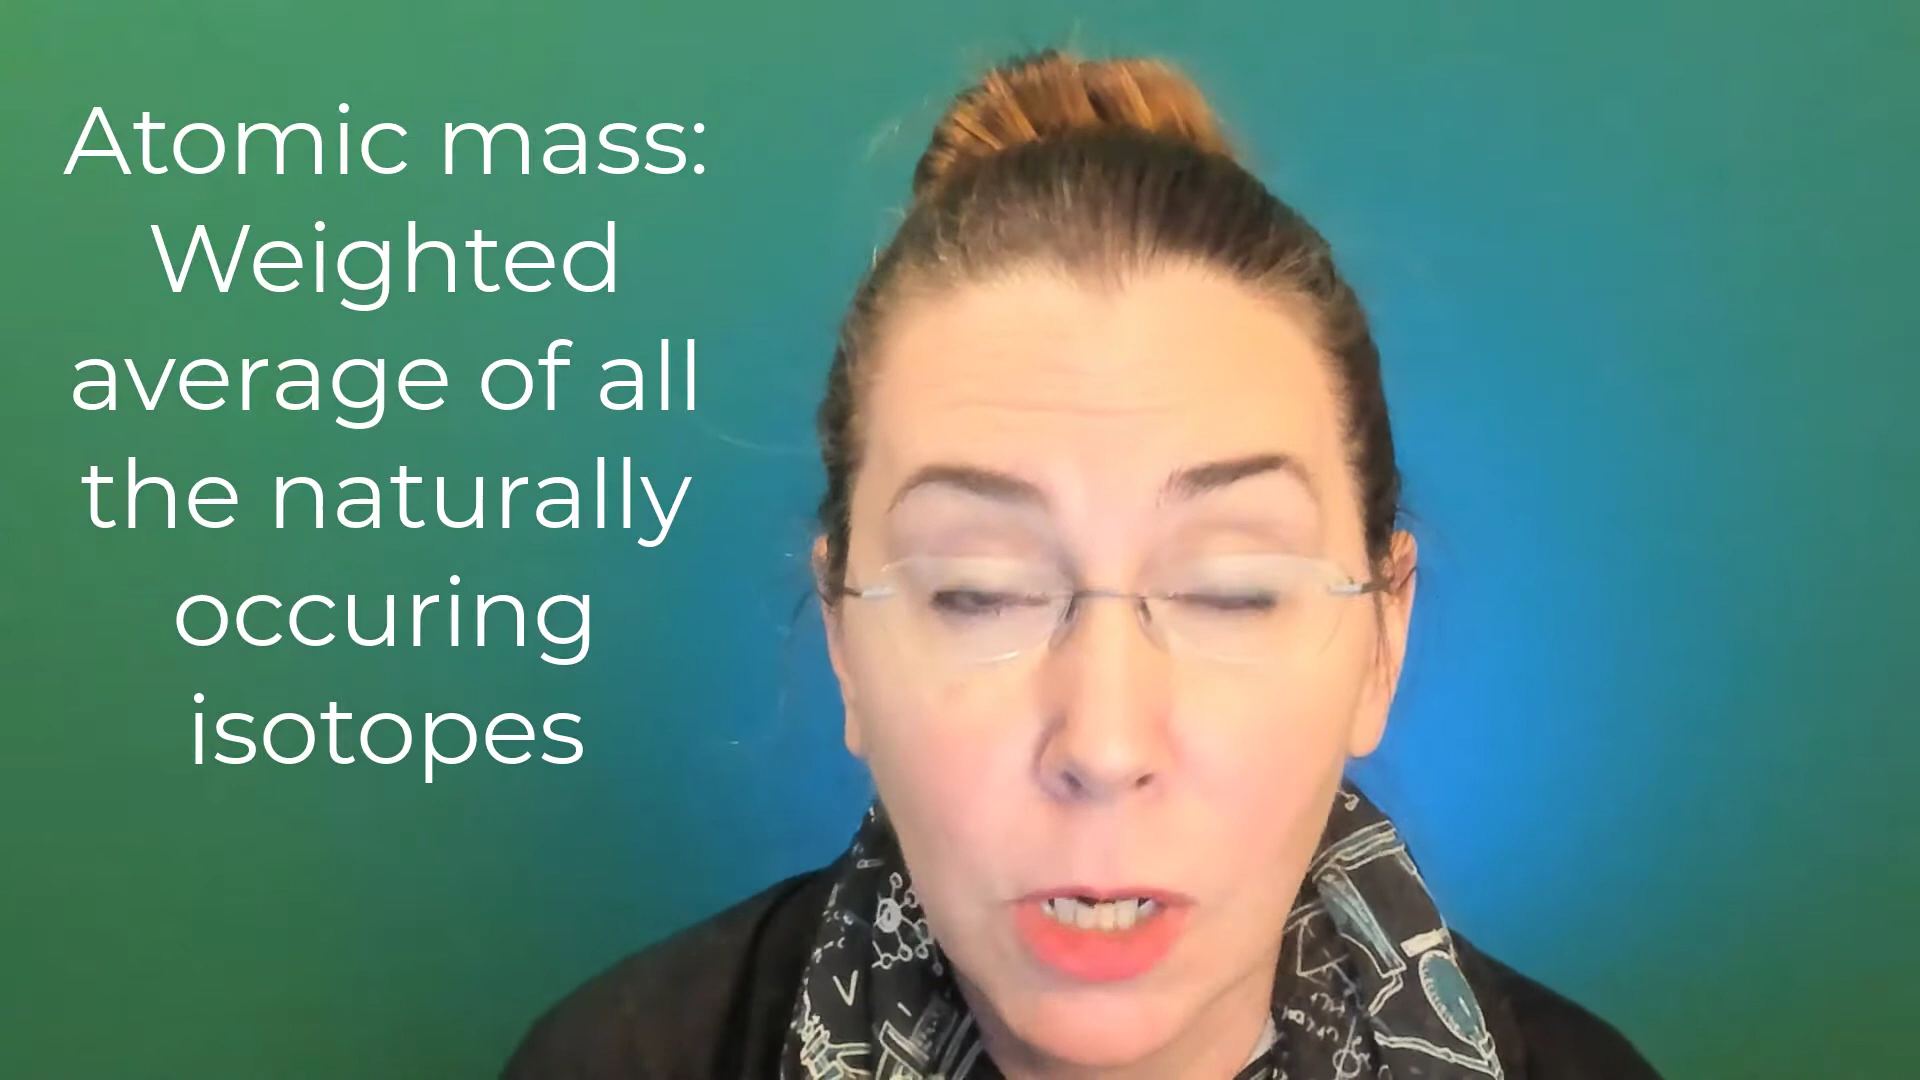 Atomic mass:
Weighted
average of all
the naturally
occuring
isotopes